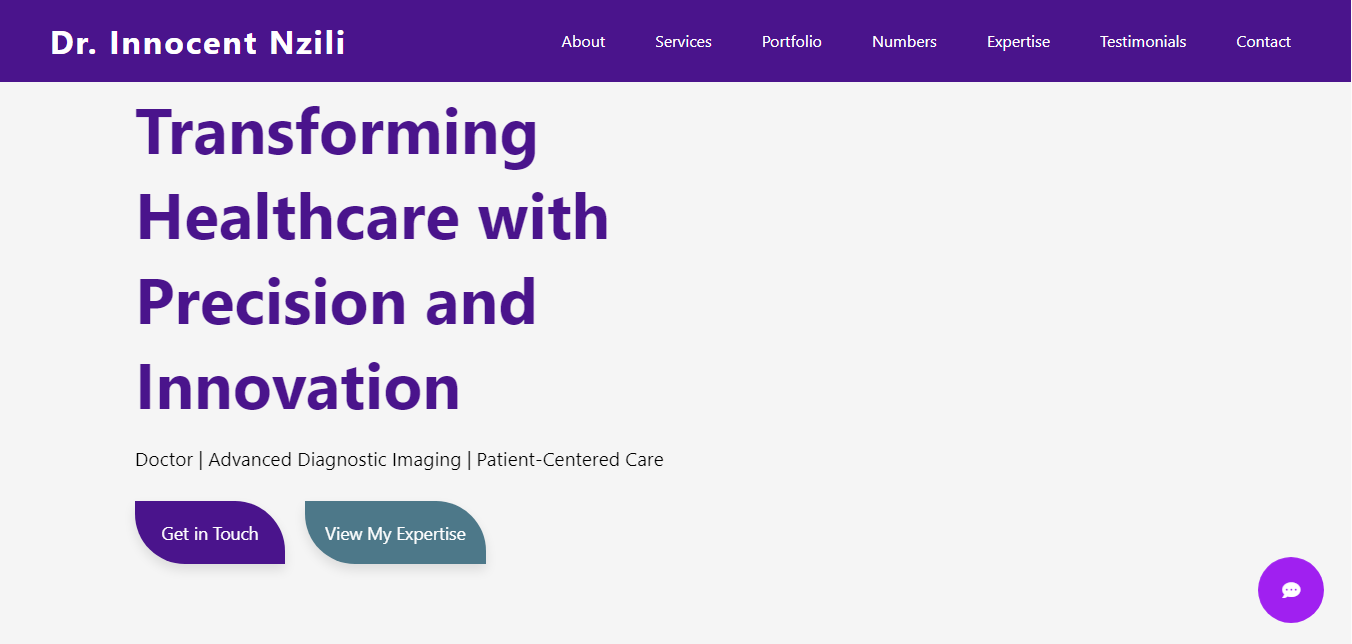 Dr. Innocent Nzili
About Services Portfolio Numbers Expertise Testimonials Contact
Transforming
Healthcare with
Precision and
Innovation
Doctor | Advanced Diagnostic Imaging | Patient-Centered Care
Get in Touch
View My Expertise